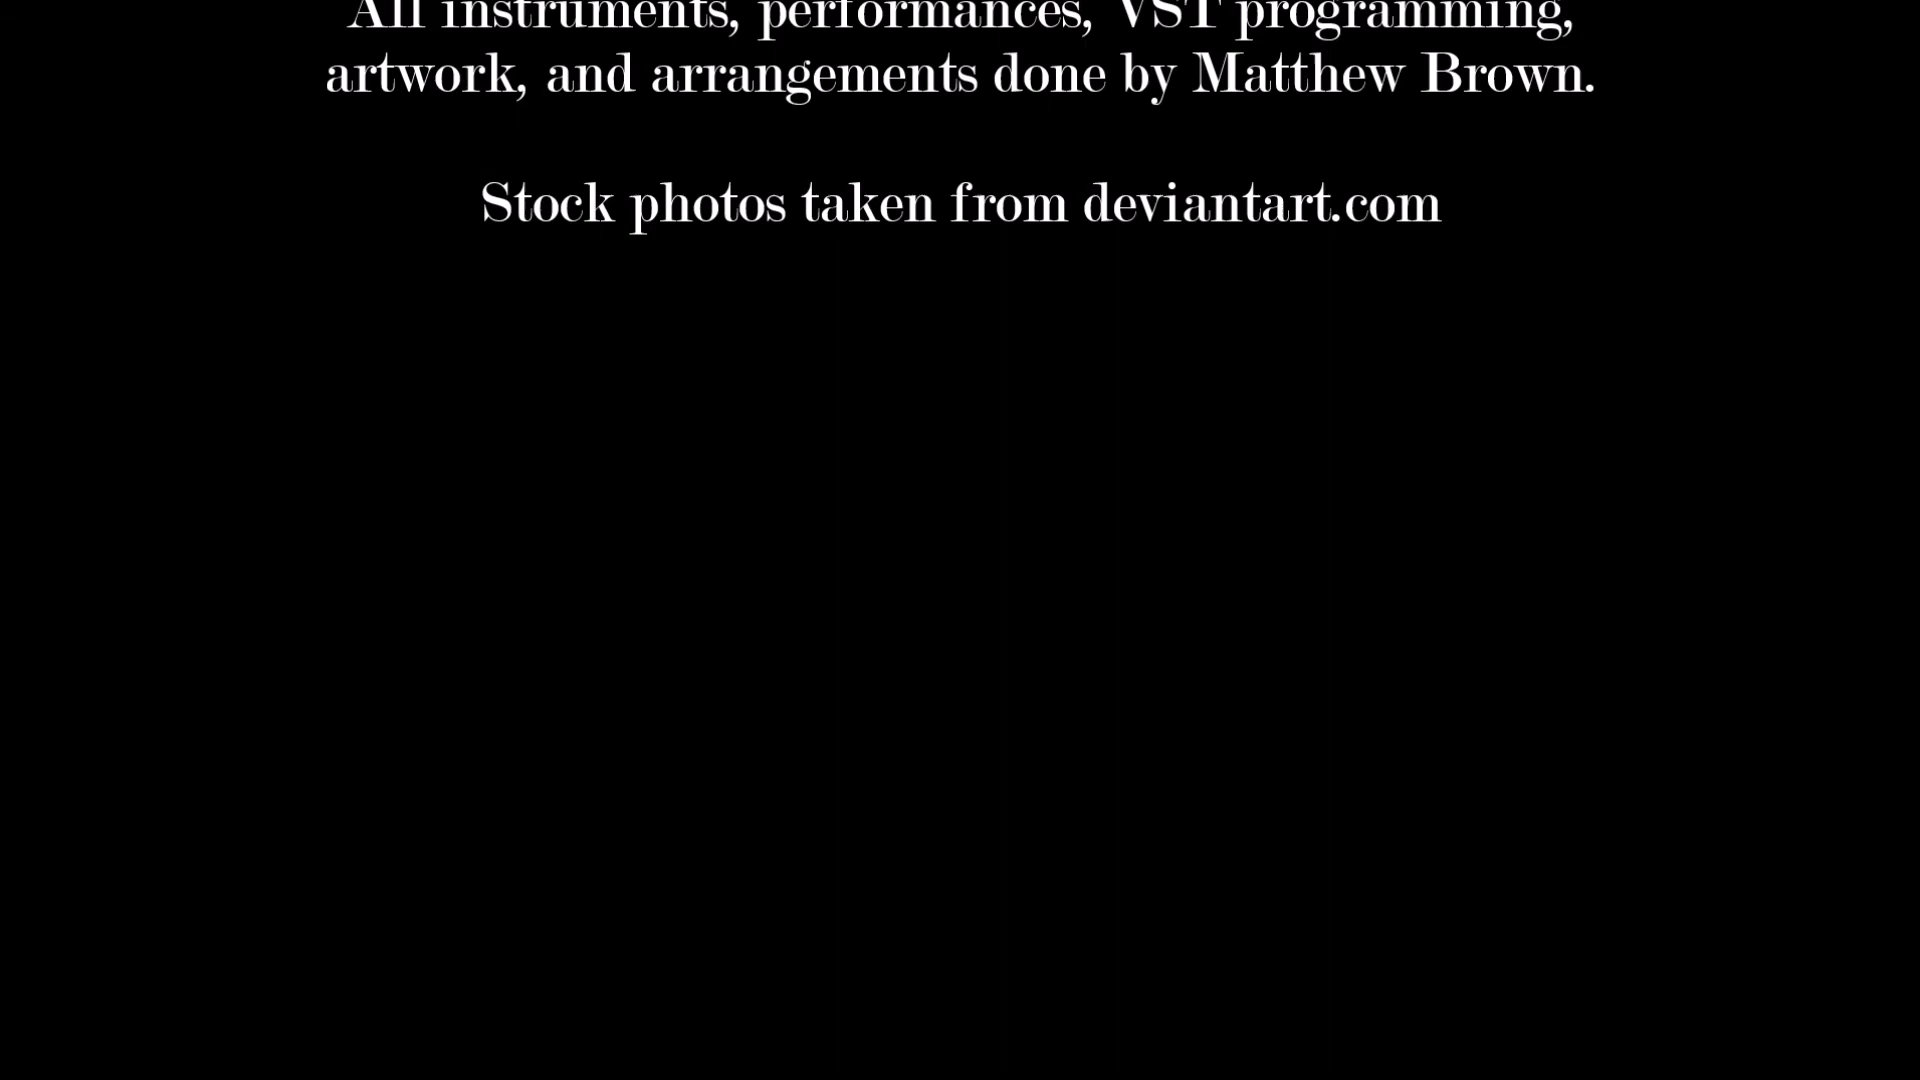 All instruments, performances, VST programming,
artwork, and arrangements done by Matthew Brown.
Stock photos taken from deviantart.com